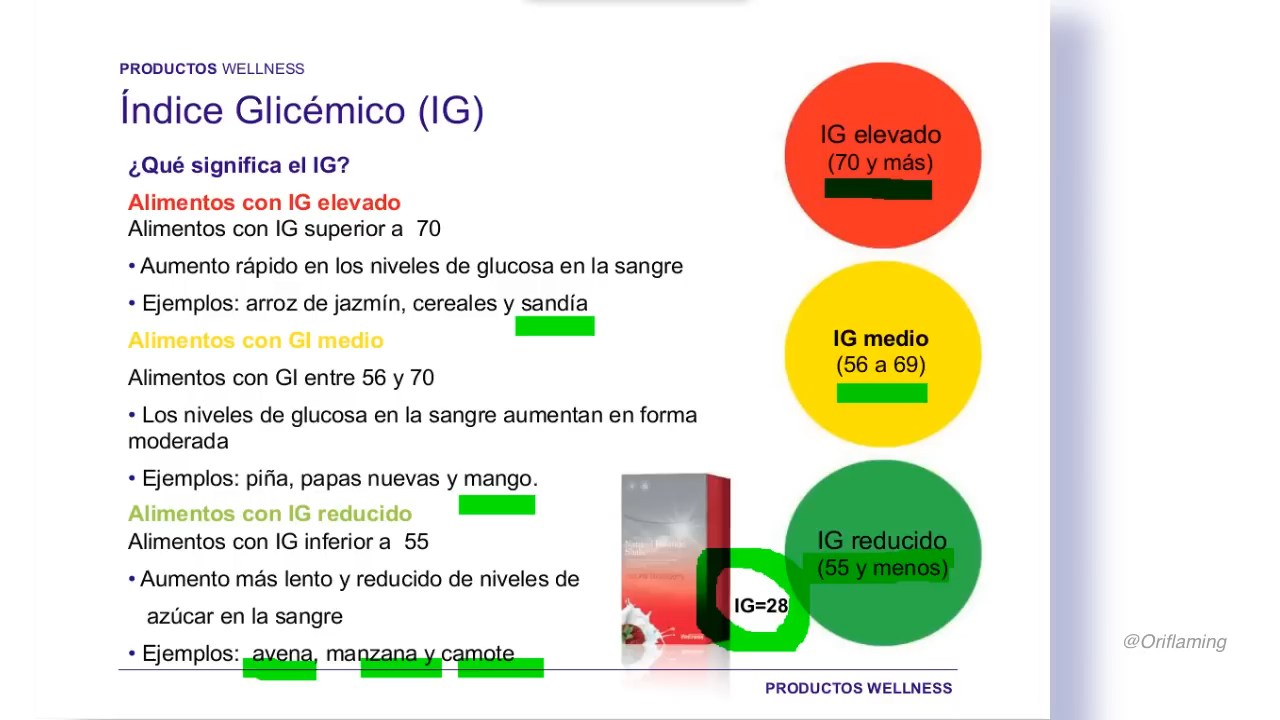 PRODUCTOS WELLNESS
Índice Glicémico (IG)
¿Qué significa el IG?
Alimentos con IG elevado
Alimentos con IG superior a 70
• Aumento rápido en los niveles de glucosa en la sangre
• Ejemplos: arroz de jazmín, cereales y sandía
Alimentos con GI medio
Alimentos con GI entre 56 y 70
• Los niveles de glucosa en la sangre aumentan en forma
moderada
• Ejemplos: piña, papas nuevas y mango.
Alimentos con IG reducido
Alimentos con IG inferior a 55
• Aumento más lento y reducido de niveles de
azúcar en la sangre
• Ejemplos: avena, manzana y camote
IG elevado
(70 y más)
IG medio
(56 a 69)
IG reducido
(55 y menos)
IG=28
PRODUCTOS WELLNESS
@Oriflaming